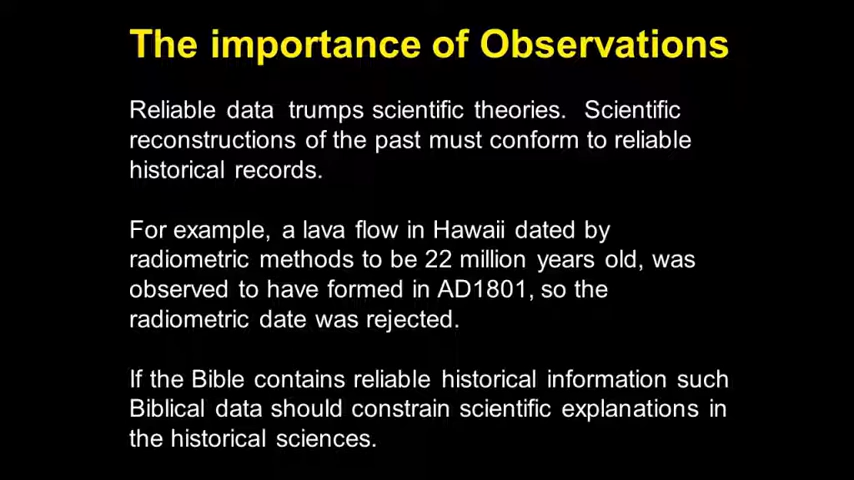 The importance of Observations
Reliable data trumps scientific theories. Scientific
reconstructions of the past must conform to reliable
historical records.
For example, a lava flow in Hawaii dated by
radiometric methods to be 22 million years old, was
observed to have formed in AD1801, so the
radiometric date was rejected.
If the Bible contains reliable historical information such
Biblical data should constrain scientific explanations in
the historical sciences.